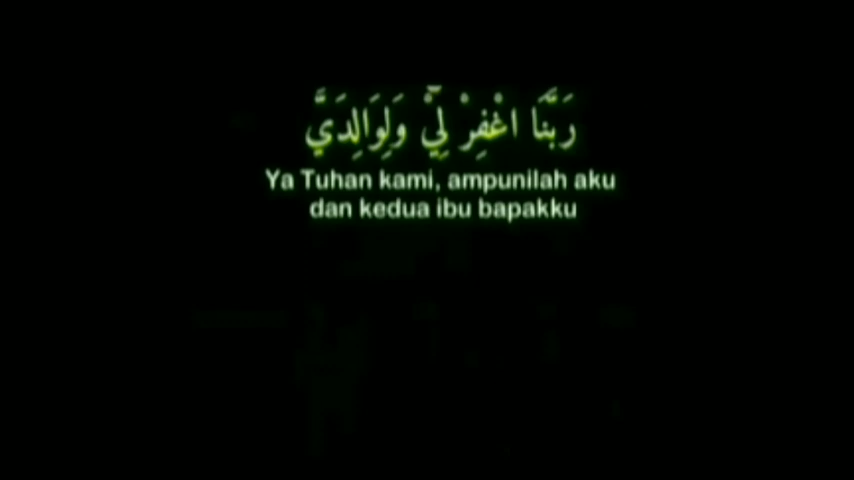 رَبَّنَا اغْفِرْ لِيْ وَلِوَالِدَيَّ
Ya Tuhan kami, ampunilah aku
dan kedua ibu bapakku